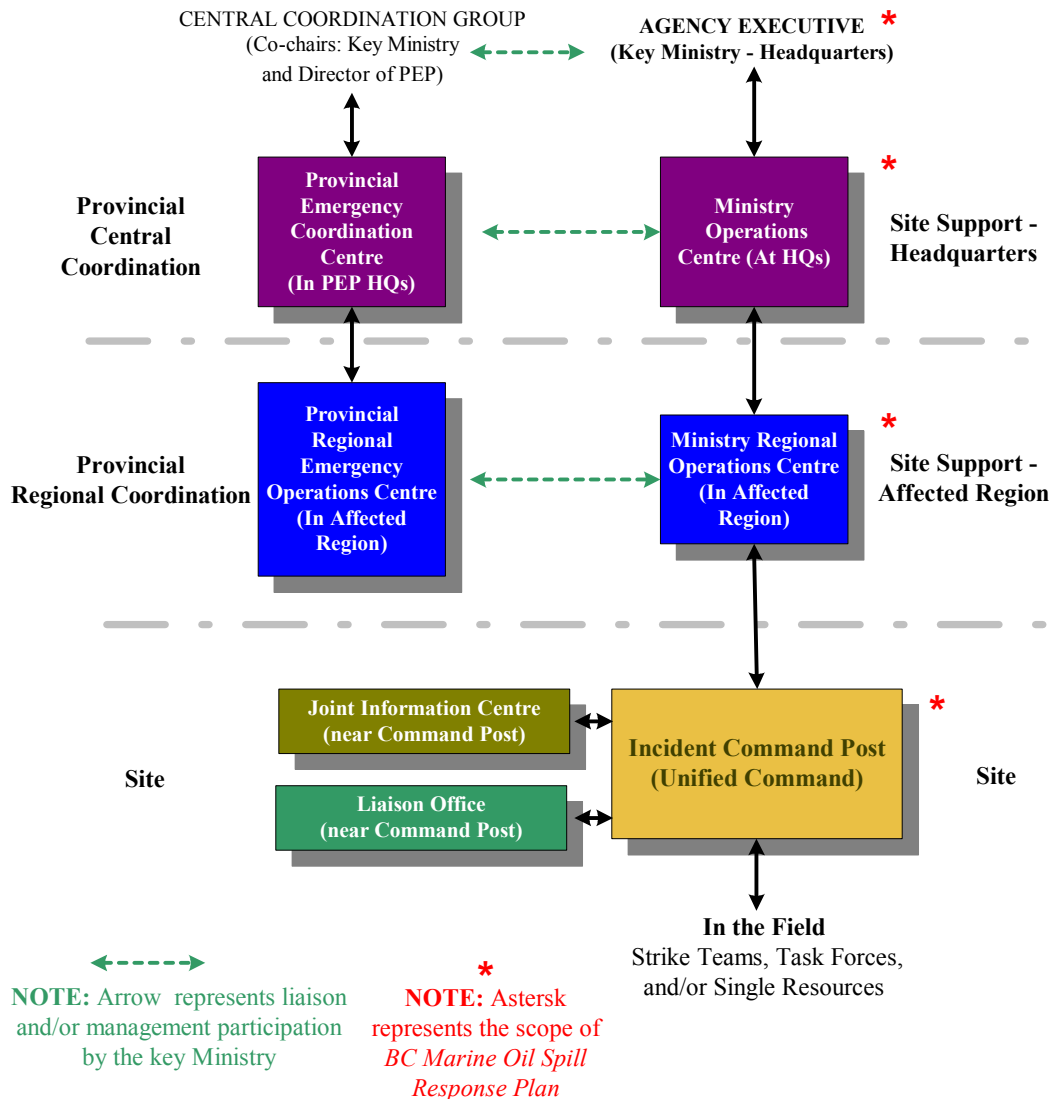 CENTRAL COORDINATION GROUP
(Co-chairs: Key Ministry
and Director of PEP)
AGENCY EXECUTIVE *
(Key Ministry - Headquarters)
Provincial
Central
Coordination
Provincial
Emergency
Coordination
Centre
(In PEP HQs)
Ministry
Operations
Centre (At HQs)
*
Site Support -
Headquarters
Provincial
Regional Coordination
Provincial
Regional
Emergency
Operations Centre
(In Affected
Region)
Ministry Regional
Operations Centre
(In Affected
Region)
*
Site Support -
Affected Region
Site
Joint Information Centre
(near Command Post)
Liaison Office
(near Command Post)
Incident Command Post
(Unified Command)
*
Site
In the Field
Strike Teams, Task Forces,
and/or Single Resources
NOTE: Arrow represents liaison
and/or management participation
by the key Ministry
*
NOTE: Astersk
represents the scope of
BC Marine Oil Spill
Response Plan